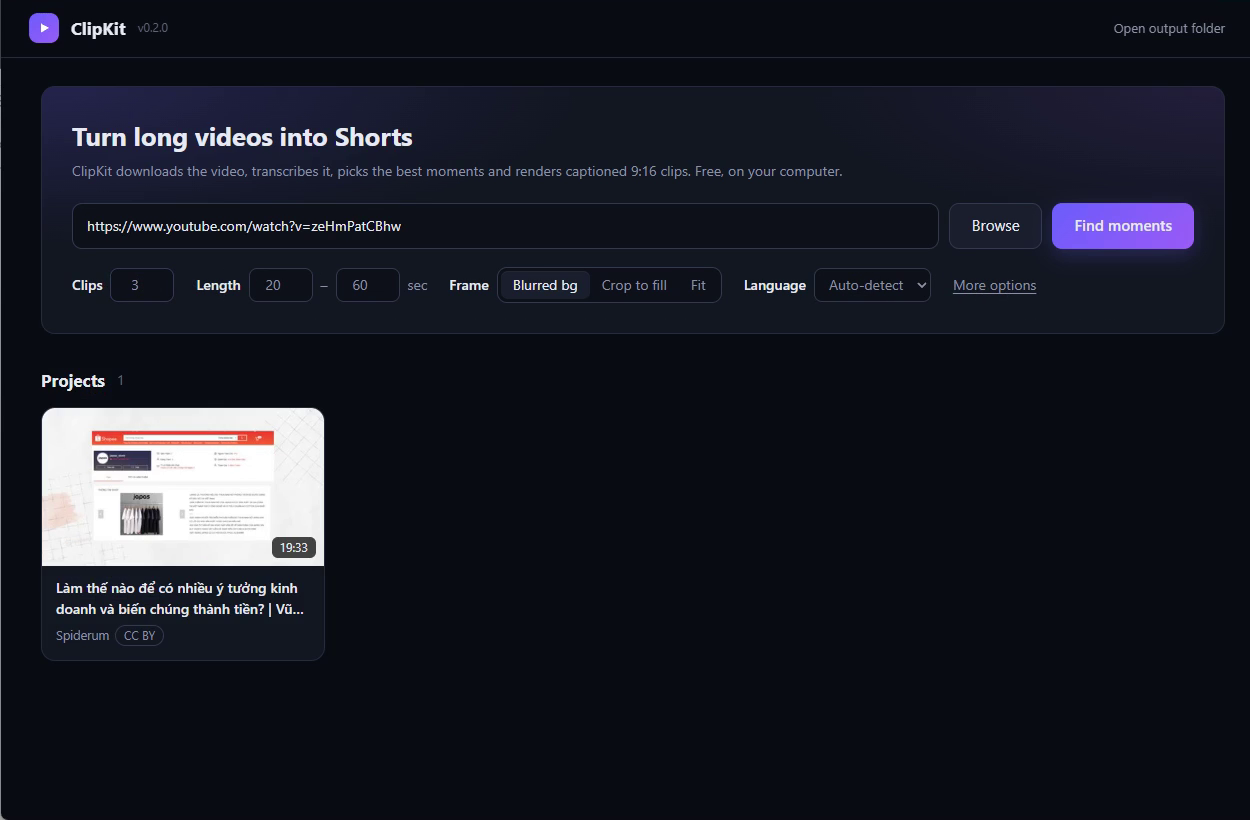 ClipKit v0.2.0
Open output folder
Turn long videos into Shorts
ClipKit downloads the video, transcribes it, picks the best moments and renders captioned 9:16 clips. Free, on your computer.
https://www.youtube.com/watch?v=zeHmPatCBhw
Browse
Find moments
Clips 3 Length 20 – 60 sec Frame Blurred bg Crop to fill Fit Language Auto-detect More options
Projects 1
19:33
Làm thế nào để có nhiều ý tưởng kinh
doanh và biến chúng thành tiền? | Vũ...
Spiderum CC BY